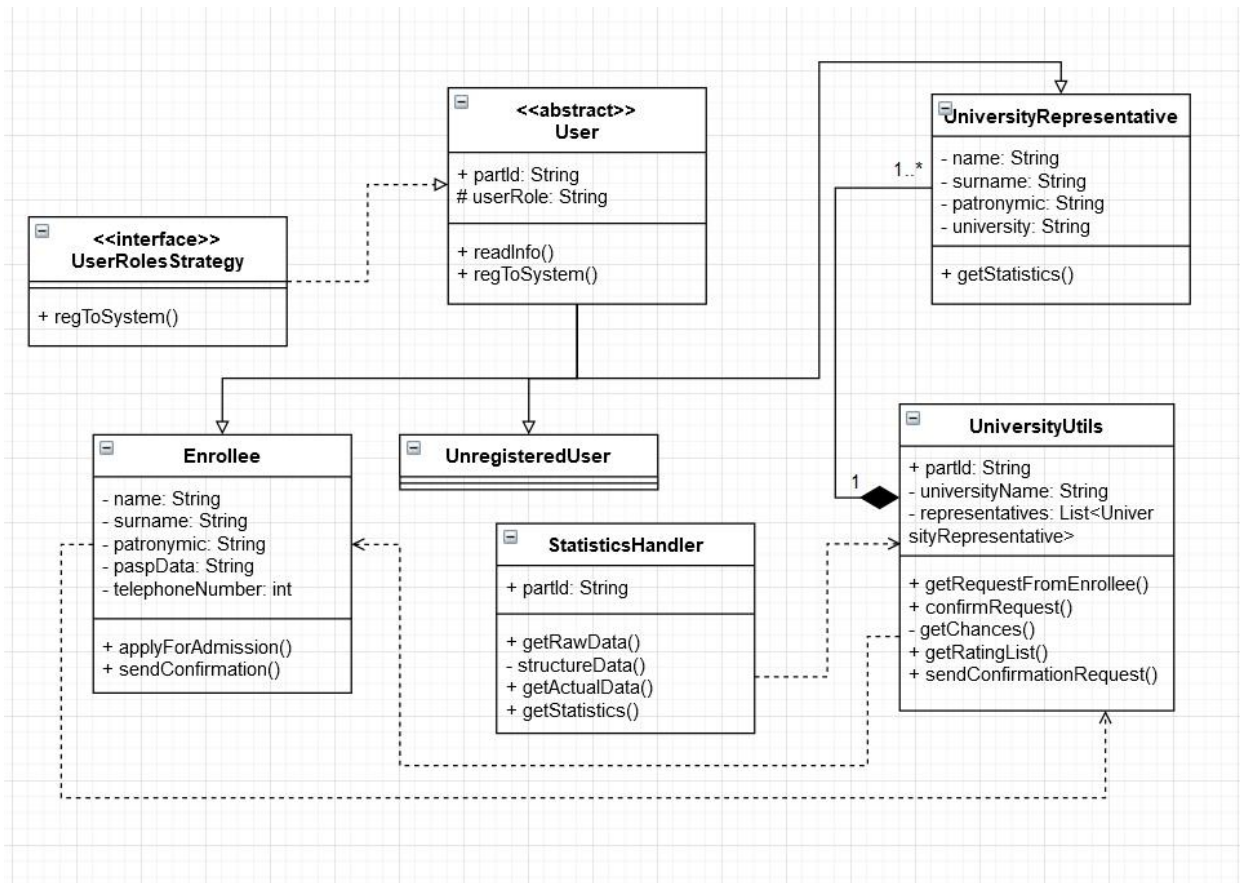 <<abstract>>
User
+ partId: String
# userRole: String
+ readInfo()
+ regToSystem()
UniversityRepresentative
- name: String
- surname: String
- patronymic: String
- university: String
+ getStatistics()
1..*
<<interface>>
UserRolesStrategy
+ regToSystem()
Enrollee
- name: String
- surname: String
- patronymic: String
- paspData: String
- telephoneNumber: int
+ applyForAdmission()
+ sendConfirmation()
UnregisteredUser
StatisticsHandler
+ partId: String
+ getRawData()
- structureData()
+ getActualData()
+ getStatistics()
1
UniversityUtils
+ partId: String
- universityName: String
- representatives: List<Univer
sityRepresentative>
+ getRequestFromEnrollee()
+ confirmRequest()
- getChances()
+ getRatingList()
+ sendConfirmationRequest()